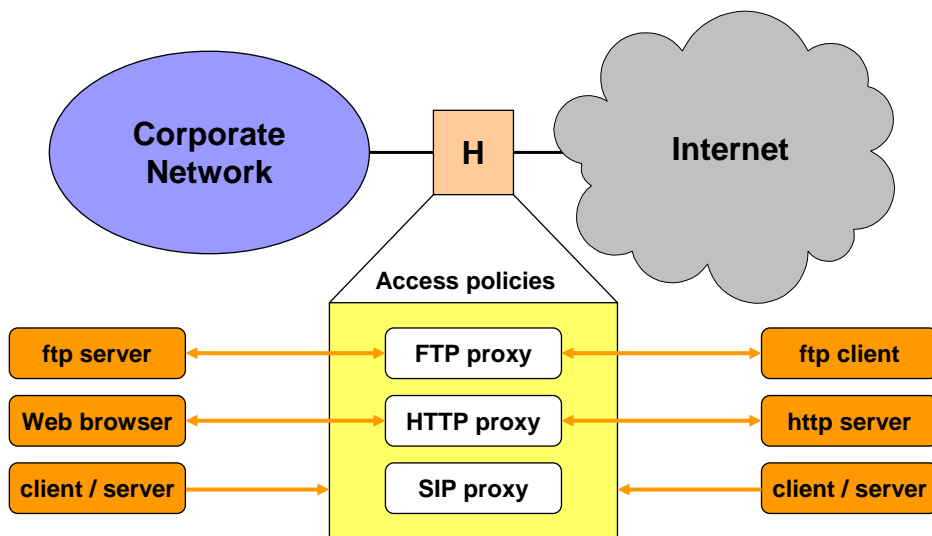 Corporate
Network
H
Internet
Access policies
ftp server
FTP proxy
ftp client
Web browser
HTTP proxy
http server
client / server
SIP proxy
client / server